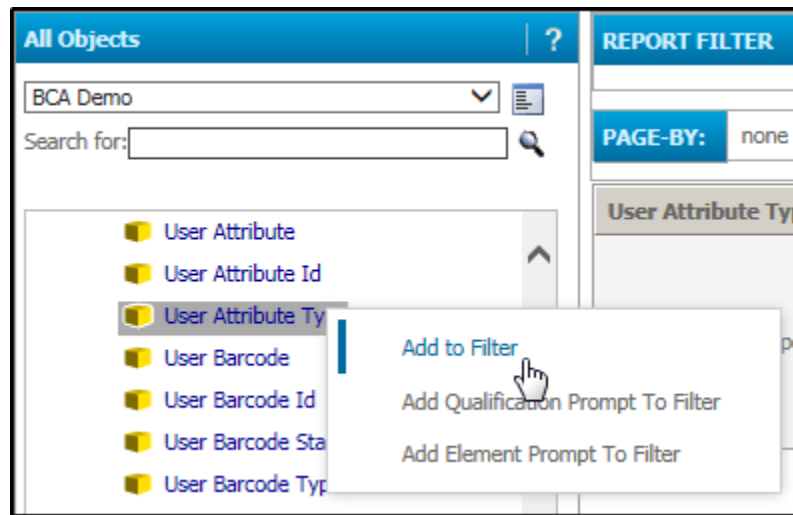 All Objects
?
REPORT FILTER
BCA Demo
Search for:
PAGE-BY: none
User Attribute
User Attribute Id
User Attribute Ty
User Barcode
User Barcode Id
User Barcode Sta
User Barcode Typ
User Attribute Ty
Add to Filter
Add Qualification Prompt To Filter
Add Element Prompt To Filter